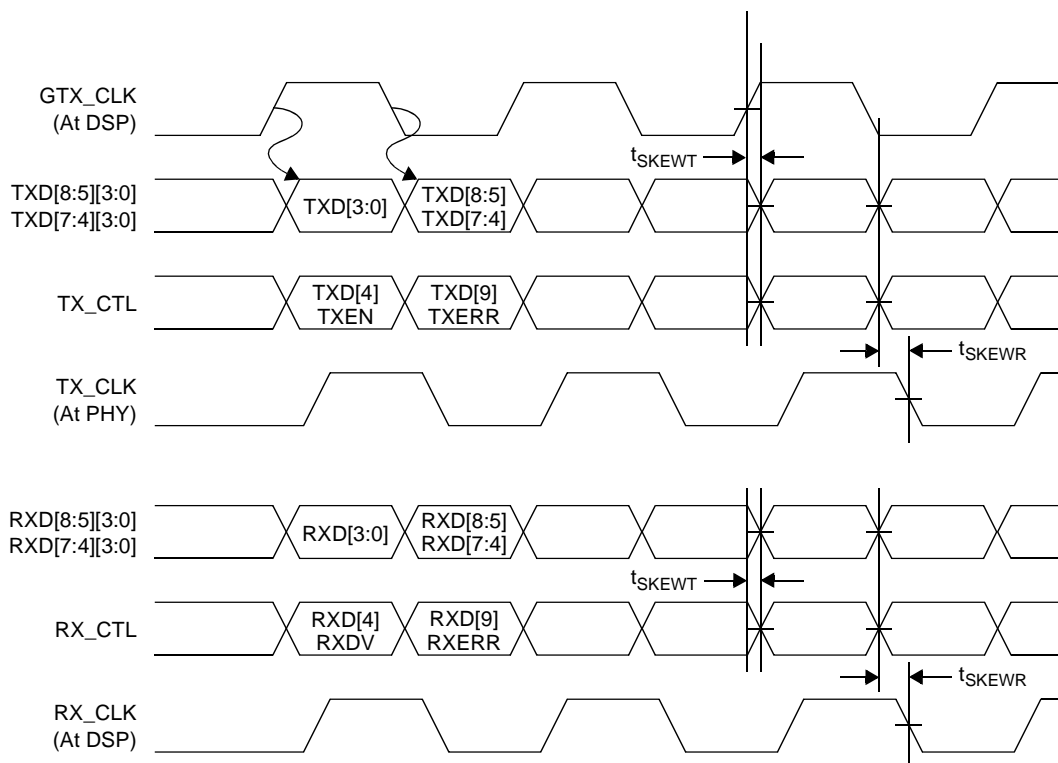 GTX_CLK
(At DSP)
tSKEWT
TXD[8:5][3:0]
TXD[7:4][3:0]
TXD[3:0]
TXD[8:5]
TXD[7:4]
TX_CTL
TXD[4]
TXEN
TXD[9]
TXERR
tSKEWR
TX_CLK
(At PHY)
RXD[8:5][3:0]
RXD[7:4][3:0]
RXD[3:0]
RXD[8:5]
RXD[7:4]
tSKEWT
RX_CTL
RXD[4]
RXDV
RXD[9]
RXERR
tSKEWR
RX_CLK
(At DSP)